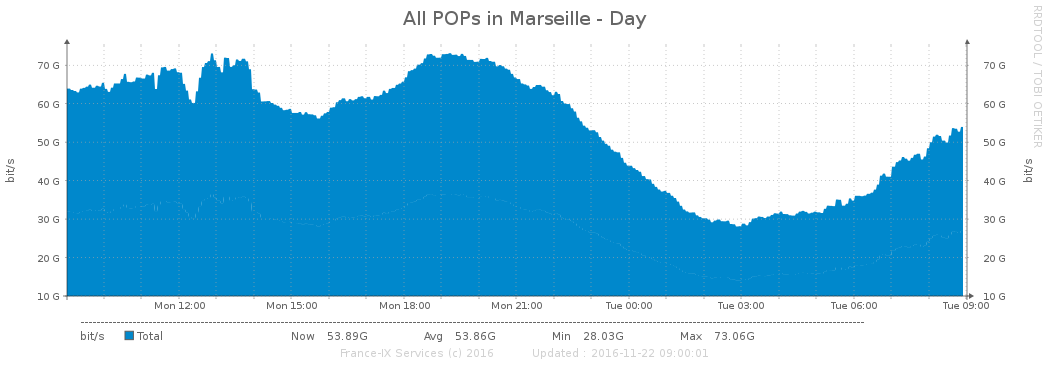 All POPs in Marseille - Day
RRDTOOL / TOBI OETIKER
70 G 70 G
60 G 60 G
50 G 50 G
40 G 40 G
30 G 30 G
20 G 20 G
10 G 10 G
bit/s
bit/s
Mon 12:00 Mon 15:00 Mon 18:00 Mon 21:00 Tue 00:00 Tue 03:00 Tue 06:00 Tue 09:00
bit/s Total Now 53.89G Avg 53.86G Min 28.03G Max 73.06G
France-IX Services (c) 2016 Updated : 2016-11-22 09:00:01